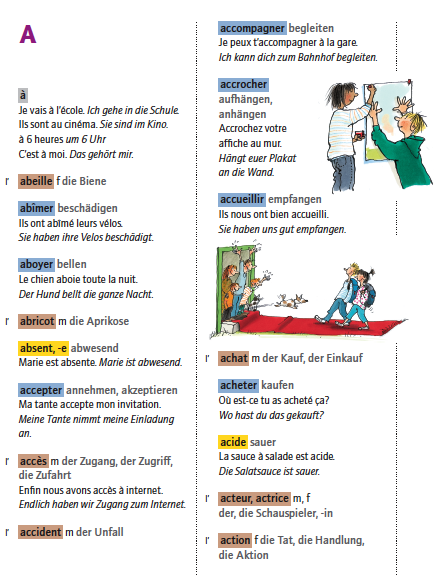 A
à
Je vais à l'école. Ich gehe in die Schule.
Ils sont au cinéma. Sie sind im Kino.
à 6 heures um 6 Uhr
C'est à moi. Das gehört mir.
r abeille f die Biene
abîmer beschädigen
Ils ont abîmé leurs vélos.
Sie haben ihre Velos beschädigt.
aboyer bellen
Le chien aboie toute la nuit.
Der Hund bellt die ganze Nacht.
r abricot m die Aprikose
absent, -e abwesend
Marie est absente. Marie ist abwesend.
accepter annehmen, akzeptieren
Ma tante accepte mon invitation.
Meine Tante nimmt meine Einladung
an.
r accès m der Zugang, der Zugriff,
die Zufahrt
Enfin nous avons accès à internet.
Endlich haben wir Zugang zum Internet.
r accident m der Unfall
accompagner begleiten
Je peux t'accompagner à la gare.
Ich kann dich zum Bahnhof begleiten.
accrocher
aufhängen,
anhängen
Accrochez votre
affiche au mur.
Hängt euer Plakat
an die Wand.
accueillir empfangen
Ils nous ont bien accueilli.
Sie haben uns gut empfangen.
r achat m der Kauf, der Einkauf
acheter kaufen
Où est-ce tu as acheté ça?
Wo hast du das gekauft?
acide sauer
La sauce à salade est acide.
Die Salatsauce ist sauer.
r acteur, actrice m, f
der, die Schauspieler, -in
r action f die Tat, die Handlung,
die Aktion